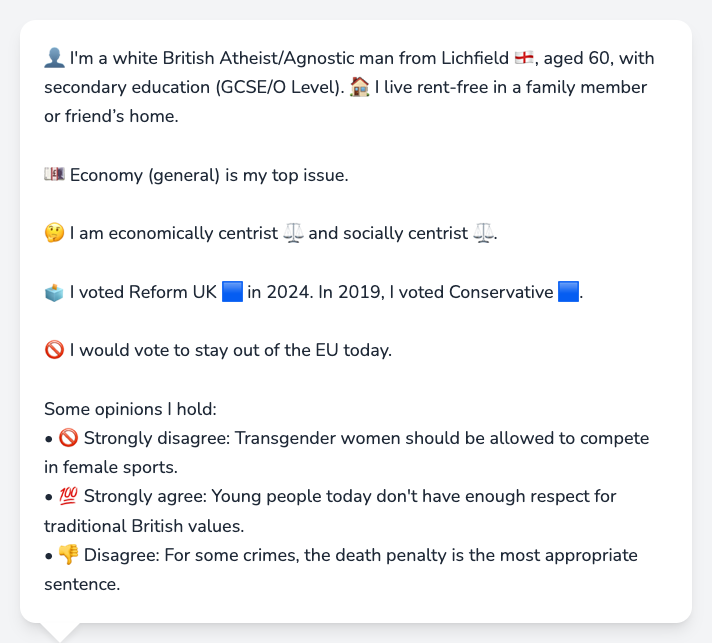 👤 I'm a white British Atheist/Agnostic man from Lichfield 🏴󠁧󠁢󠁥󠁮󠁧󠁿, aged 60, with
secondary education (GCSE/O Level). 🏠 I live rent-free in a family member
or friend’s home.
💷 Economy (general) is my top issue.
🤔 I am economically centrist ⚖️ and socially centrist ⚖️.
🗳️ I voted Reform UK 🟦 in 2024. In 2019, I voted Conservative 🟦.
🚫 I would vote to stay out of the EU today.
Some opinions I hold:
• 🚫 Strongly disagree: Transgender women should be allowed to compete
in female sports.
• 💯 Strongly agree: Young people today don't have enough respect for
traditional British values.
• 👎 Disagree: For some crimes, the death penalty is the most appropriate
sentence.